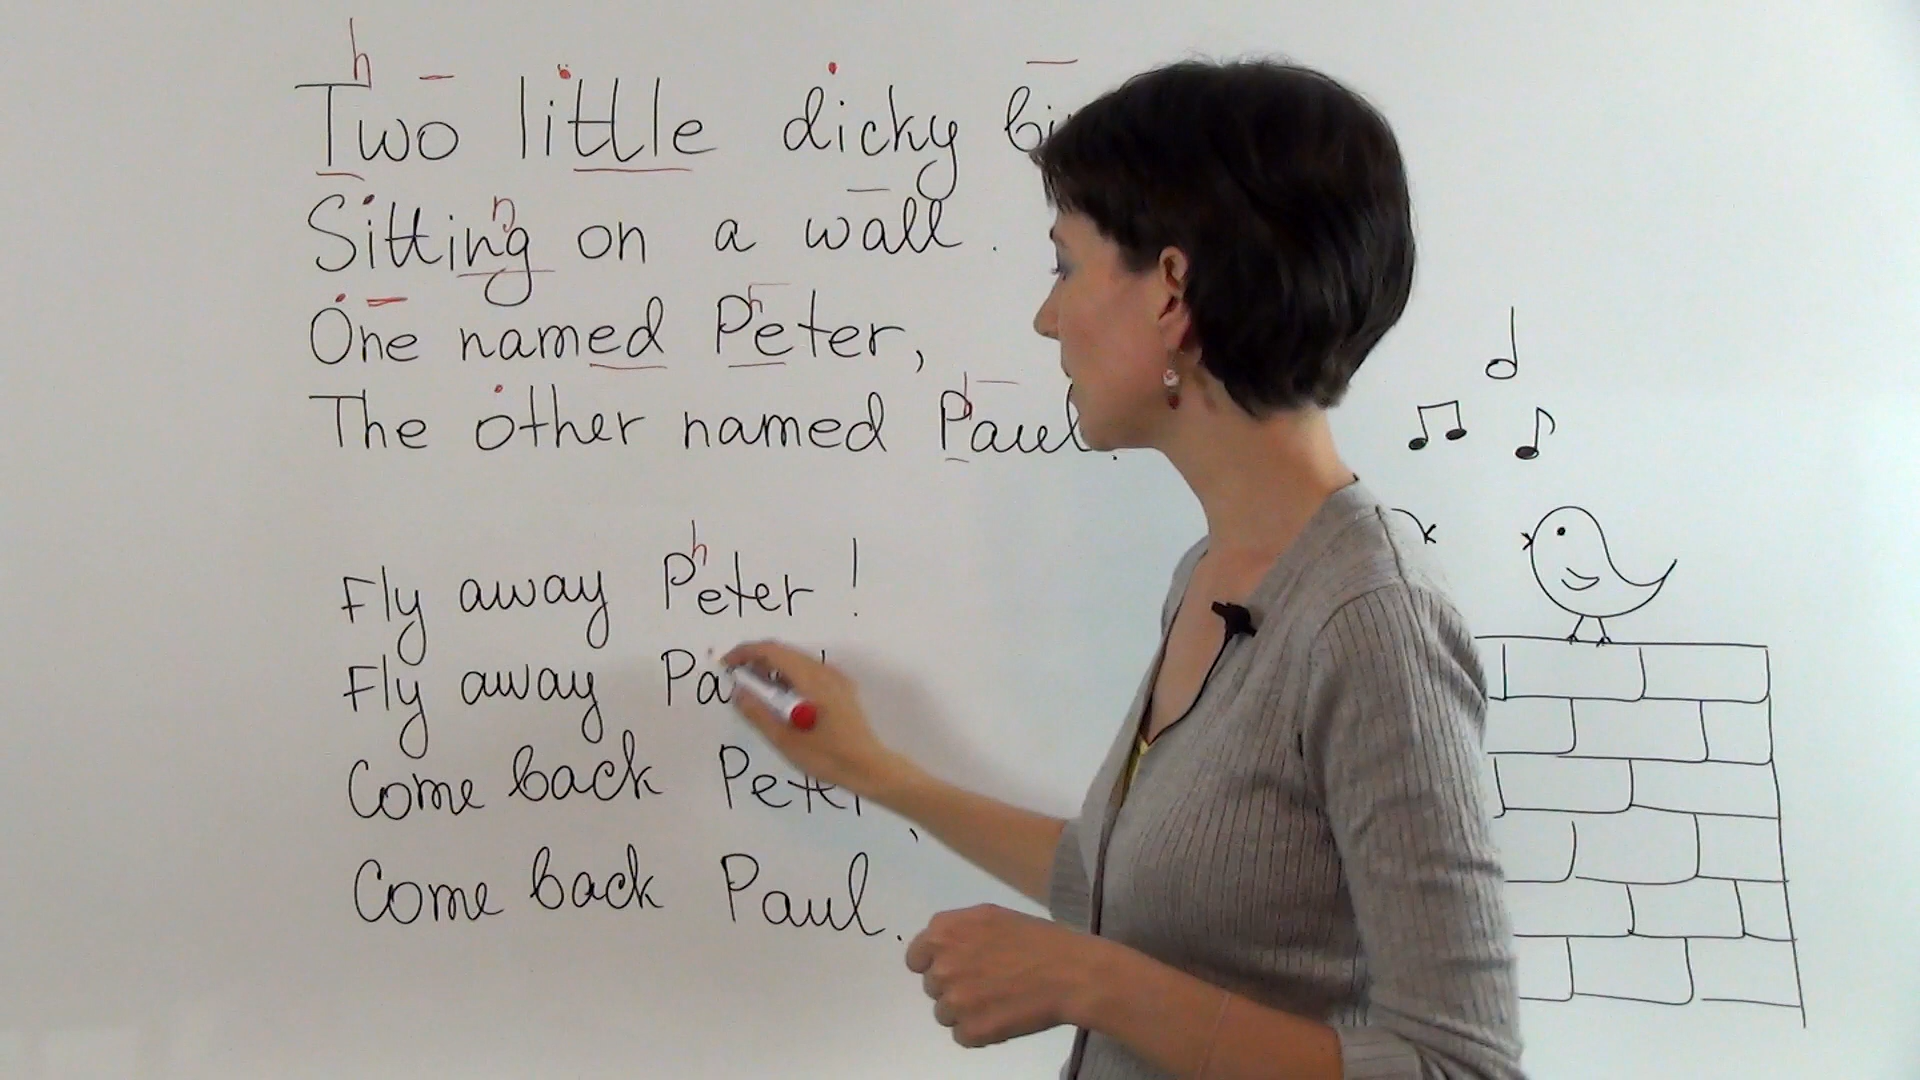 Two little dicky
Sitting on a wall.
One named Peter,
The other named Paul.
Fly away Peter!
Fly away
Come back Peter,
Come back Paul.